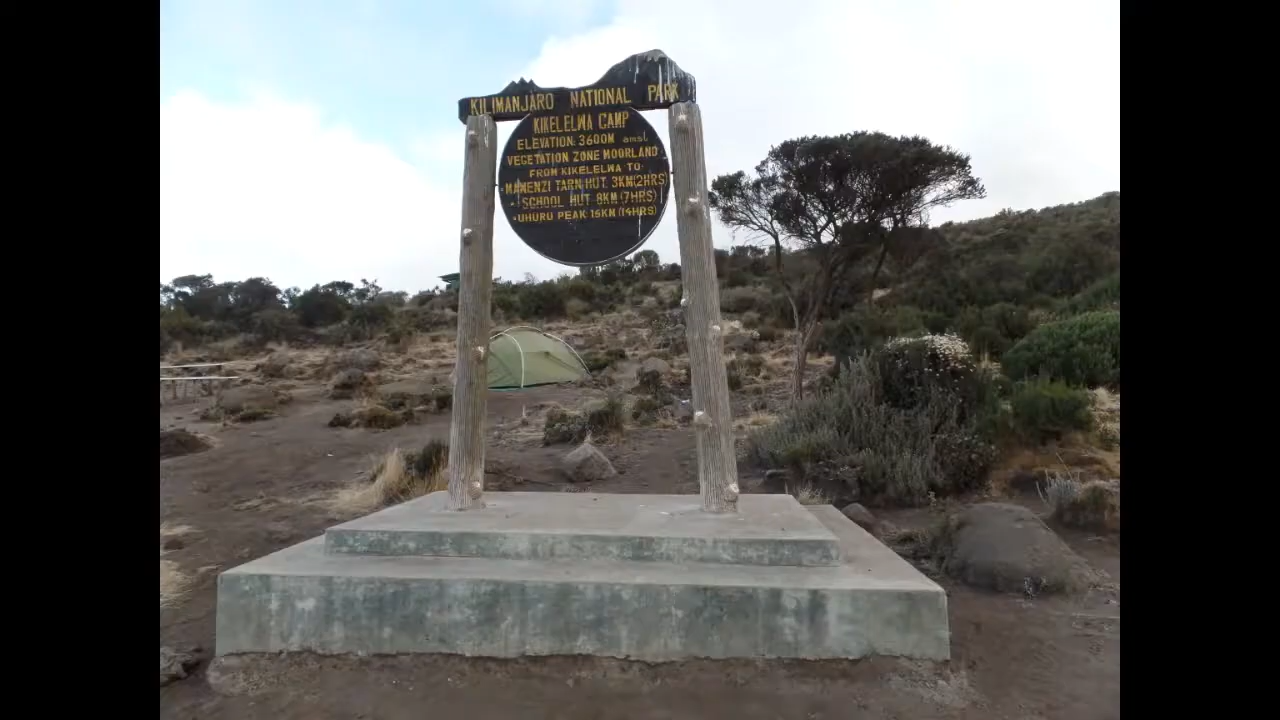 KILIMANJARO NATIONAL PARK
KIKELELWA CAMP
ELEVATION. 3600M amsl
VEGETATION ZONE MOORLAND
FROM KIKELELWA TO
MAWENZI TARN HUT. 3KM(2HRS)
SCHOOL HUT 8KM (7HRS)
UHURU PEAK 15KM (14HRS)